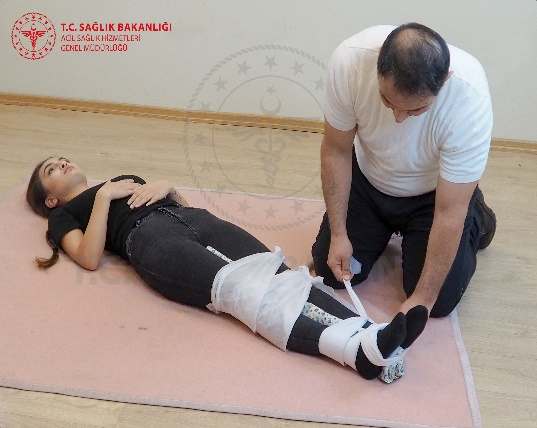 T.C. SAĞLIK BAKANLIĞI
ACİL SAĞLIK HİZMETLERİ
GENEL MÜDÜRLÜĞÜ